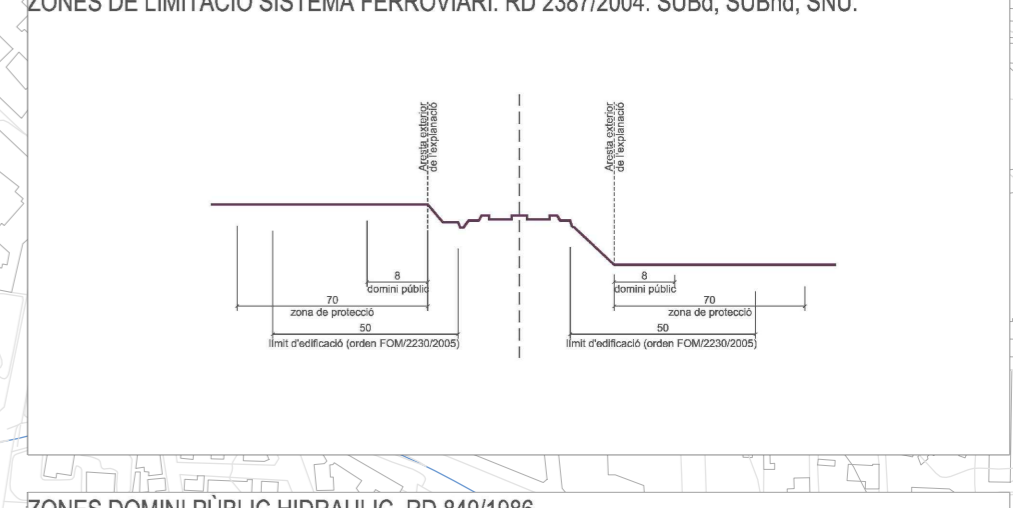 ZONES DE LIMITACIÓ SISTEMA FERROVIARI. RD 2387/2004. SUBd, SUBnd, SNU.
Aresta exterior
de l'explanació
Aresta exterior
de l'explanació
8
domini públic
70
zona de protecció
50
límit d'edificació (orden FOM/2230/2005)
8
domini públic
70
zona de protecció
50
límit d'edificació (orden FOM/2230/2005)
ZONES DOMINI PÙBLIC HIDRAULIC. RD 849/1986.